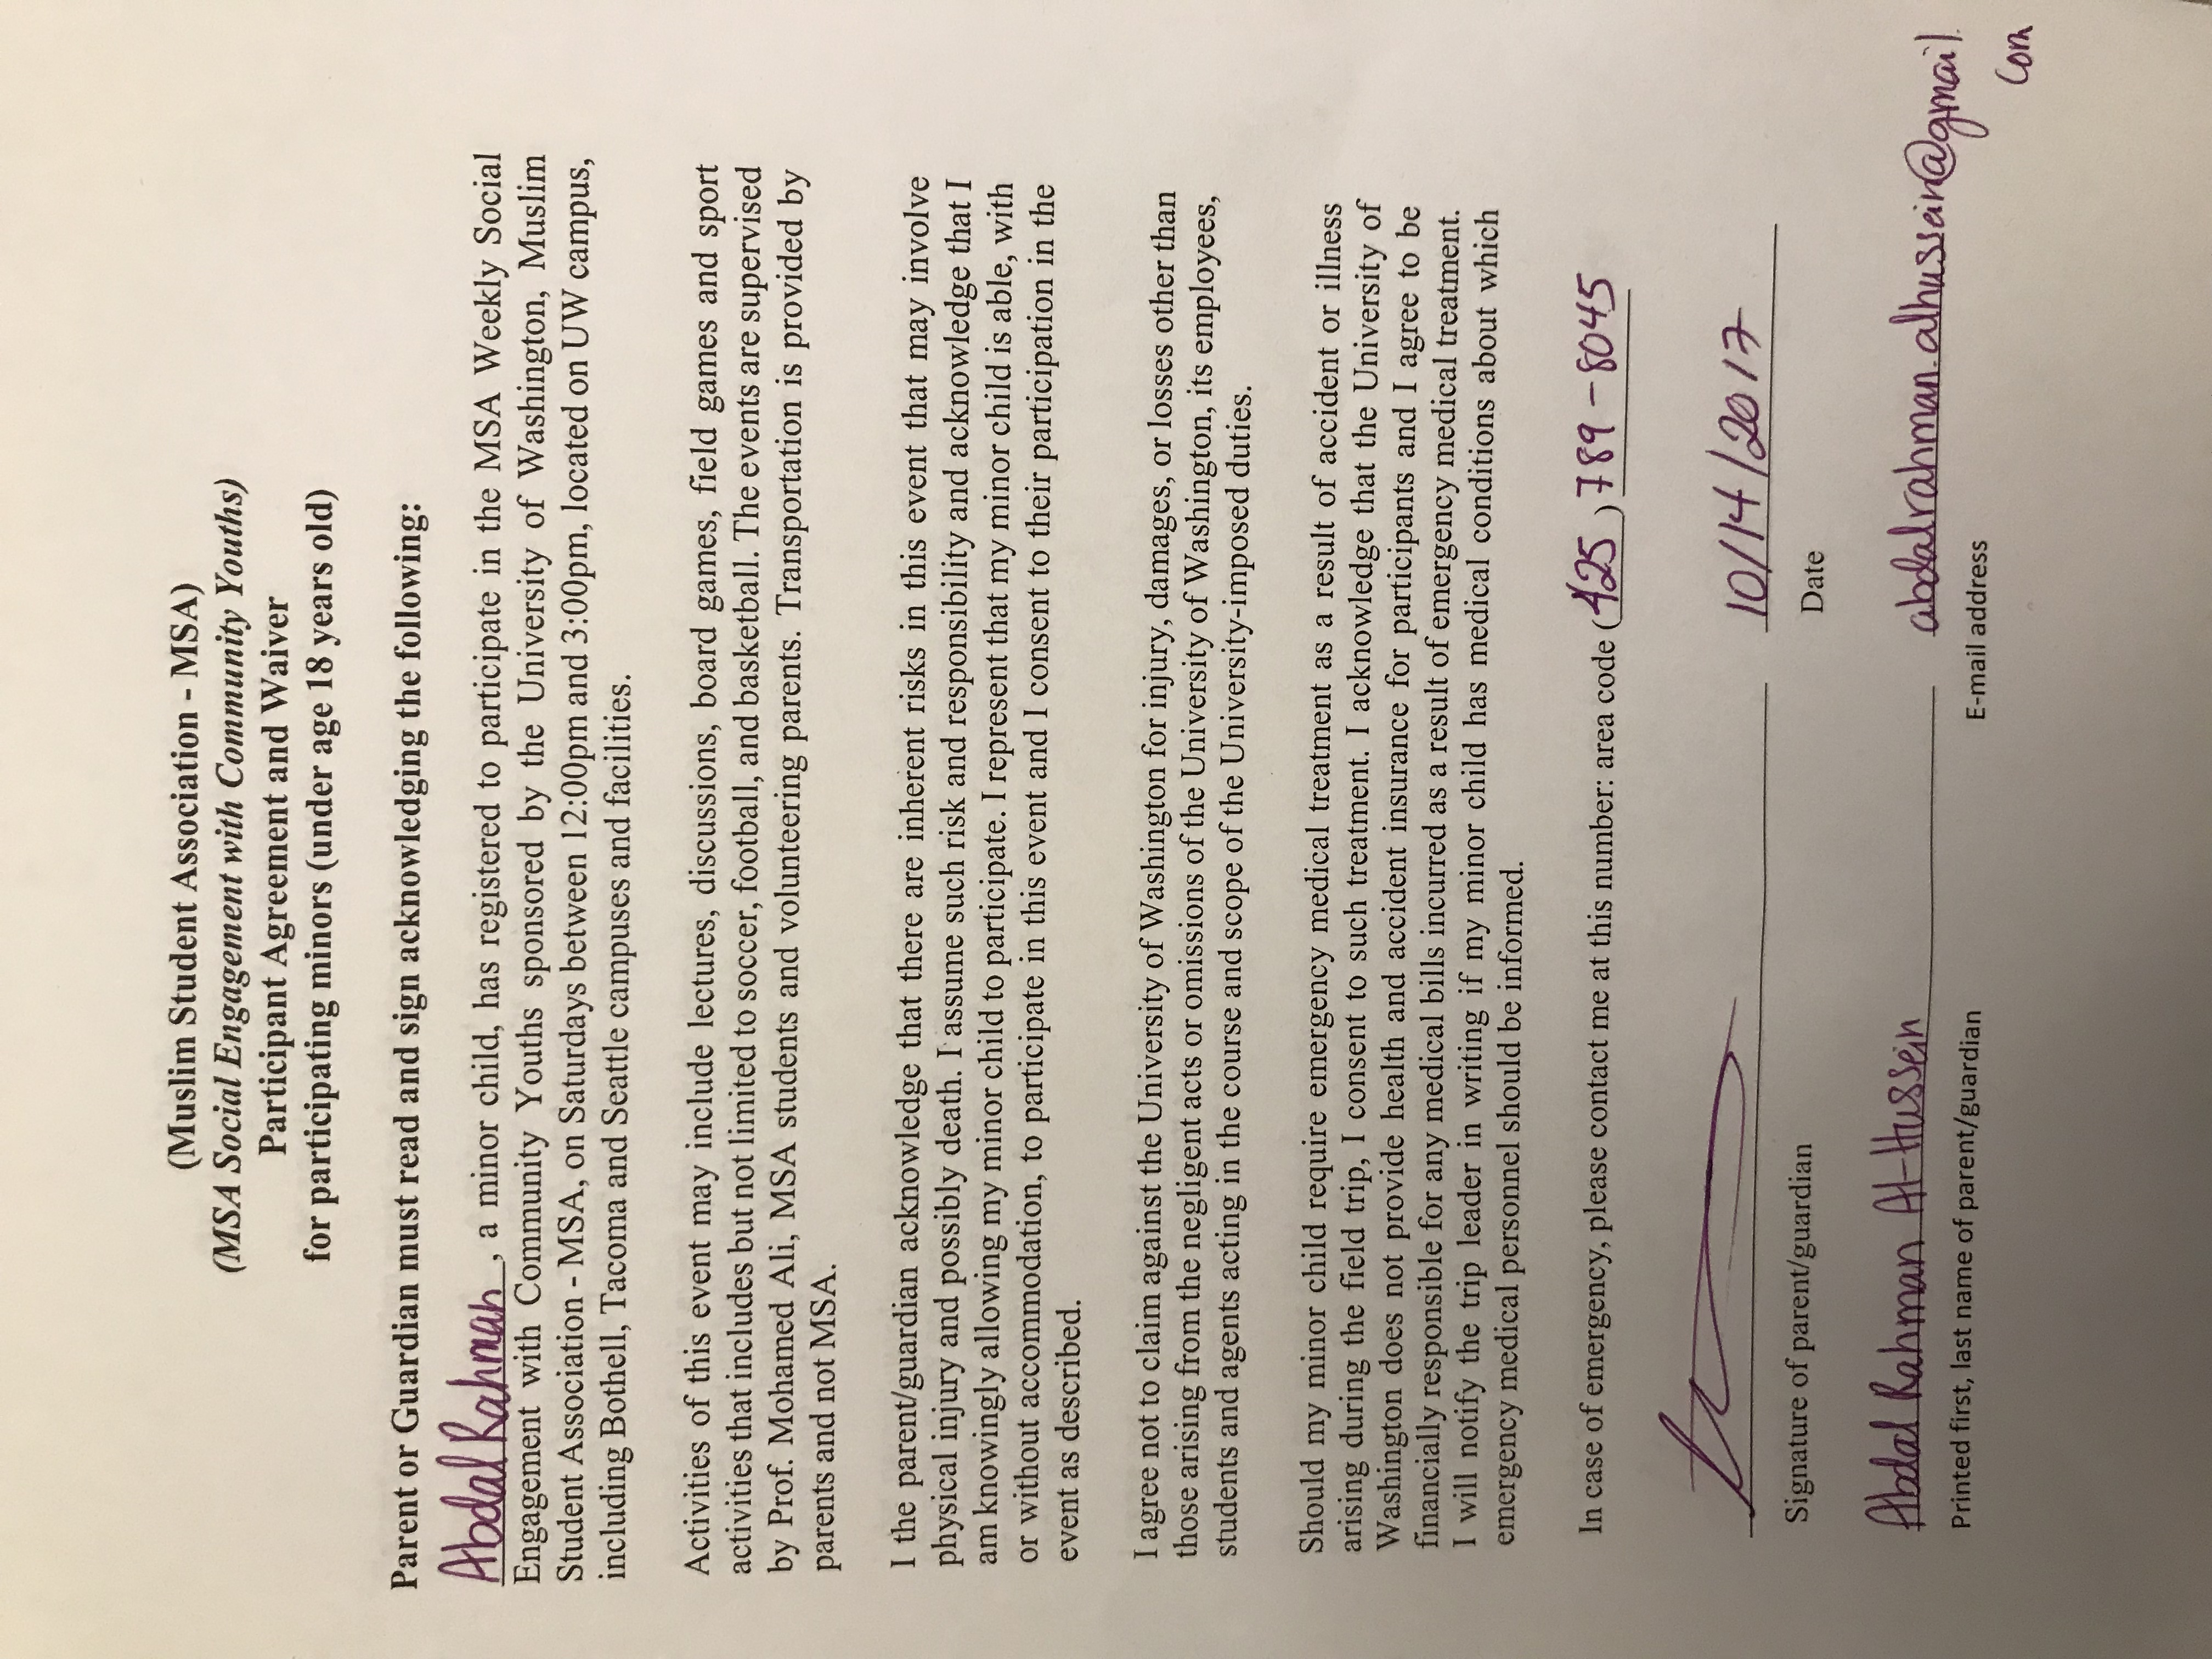 (Muslim Student Association - MSA)
(MSA Social Engagement with Community Youths)
Participant Agreement and Waiver
for participating minors (under age 18 years old)
Parent or Guardian must read and sign acknowledging the following:
Abdal Rahman, a minor child, has registered to participate in the MSA Weekly Social
Engagement with Community Youths sponsored by the University of Washington, Muslim
Student Association - MSA, on Saturdays between 12:00pm and 3:00pm, located on UW campus,
including Bothell, Tacoma and Seattle campuses and facilities.
Activities of this event may include lectures, discussions, board games, field games and sport
activities that includes but not limited to soccer, football, and basketball. The events are supervised
by Prof. Mohamed Ali, MSA students and volunteering parents. Transportation is provided by
parents and not MSA.
I the parent/guardian acknowledge that there are inherent risks in this event that may involve
physical injury and possibly death. I assume such risk and responsibility and acknowledge that I
am knowingly allowing my minor child to participate. I represent that my minor child is able, with
or without accommodation, to participate in this event and I consent to their participation in the
event as described.
I agree not to claim against the University of Washington for injury, damages, or losses other than
those arising from the negligent acts or omissions of the University of Washington, its employees,
students and agents acting in the course and scope of the University-imposed duties.
Should my minor child require emergency medical treatment as a result of accident or illness
arising during the field trip, I consent to such treatment. I acknowledge that the University of
Washington does not provide health and accident insurance for participants and I agree to be
financially responsible for any medical bills incurred as a result of emergency medical treatment.
I will notify the trip leader in writing if my minor child has medical conditions about which
emergency medical personnel should be informed.
In case of emergency, please contact me at this number: area code (425) 789-8045
10/14/2017
Signature of parent/guardian Date
Abdal Rahman Al-Hussein abdalrahman.alhussein@gmail.
com
Printed first, last name of parent/guardian E-mail address